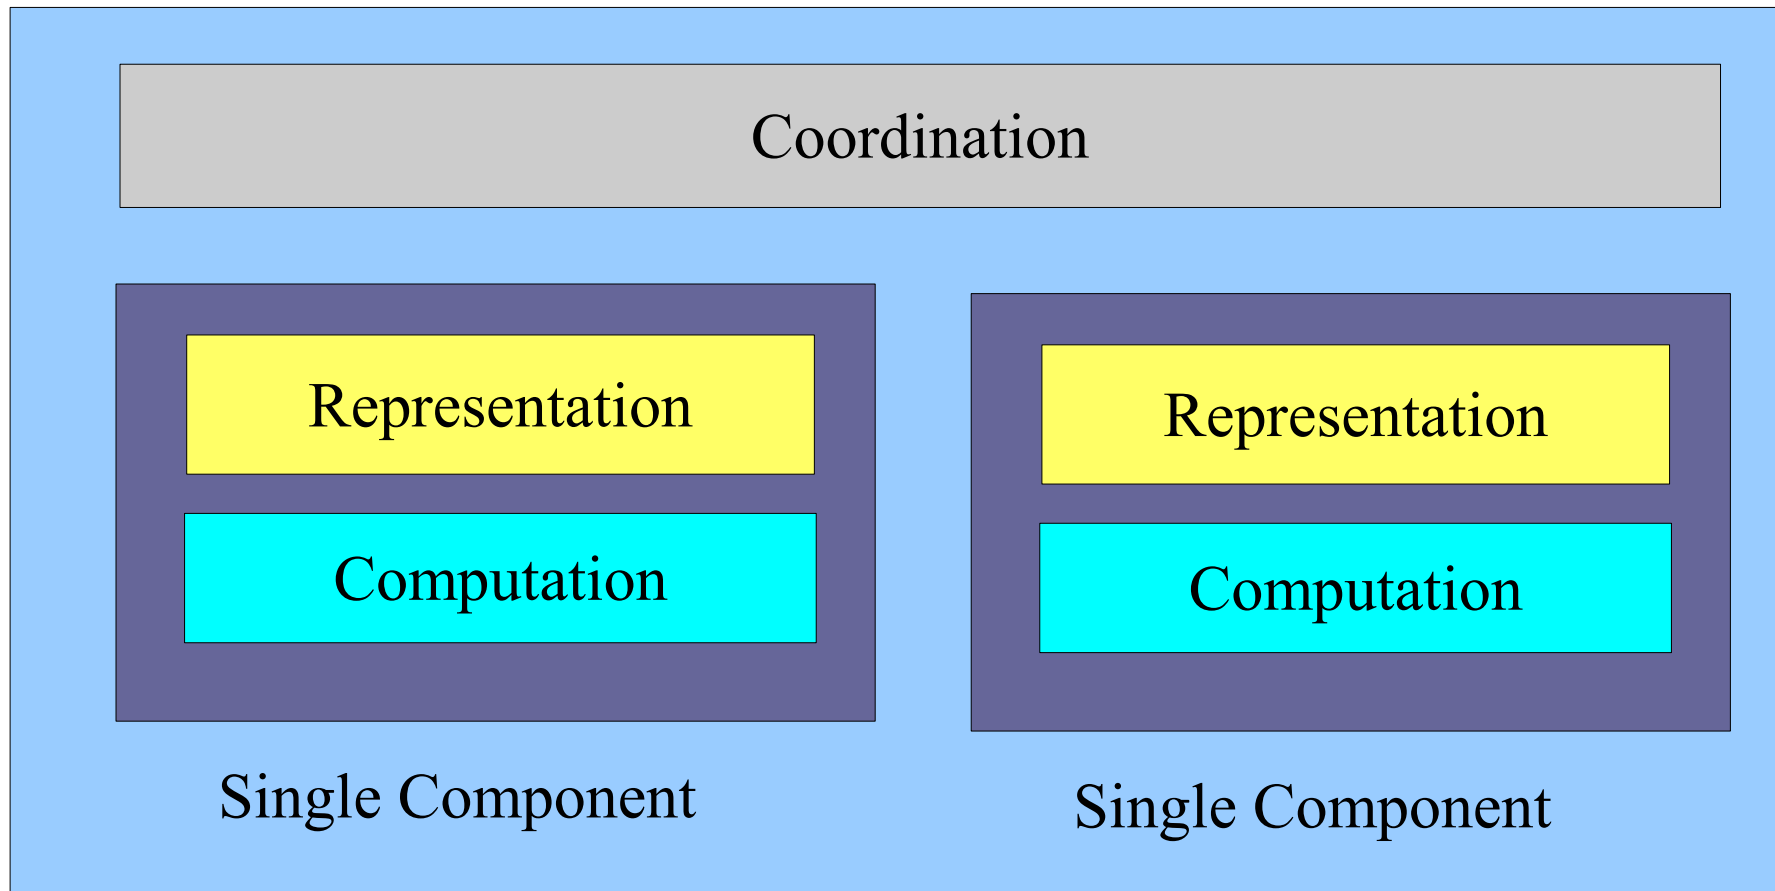 Coordination
Representation
Computation
Single Component
Representation
Computation
Single Component